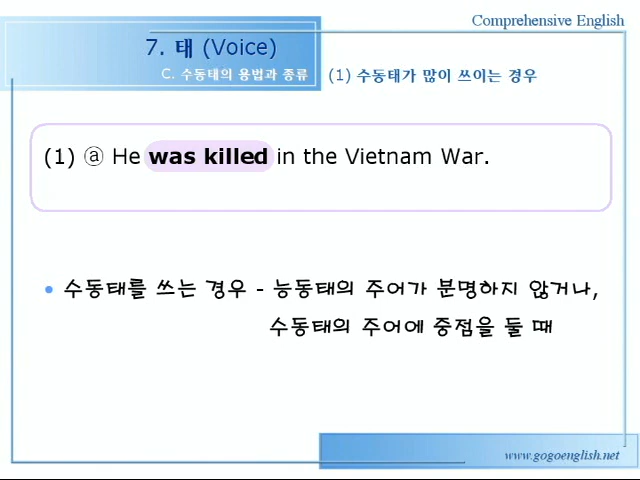 Comprehensive English
7. 태 (Voice)
C. 수동태의 용법과 종류
(1) 수동태가 많이 쓰이는 경우
(1) ⓐ He was killed in the Vietnam War.
• 수동태를 쓰는 경우 - 능동태의 주어가 분명하지 않거나,
수동태의 주어에 중점을 둘 때
www.gogoenglish.net